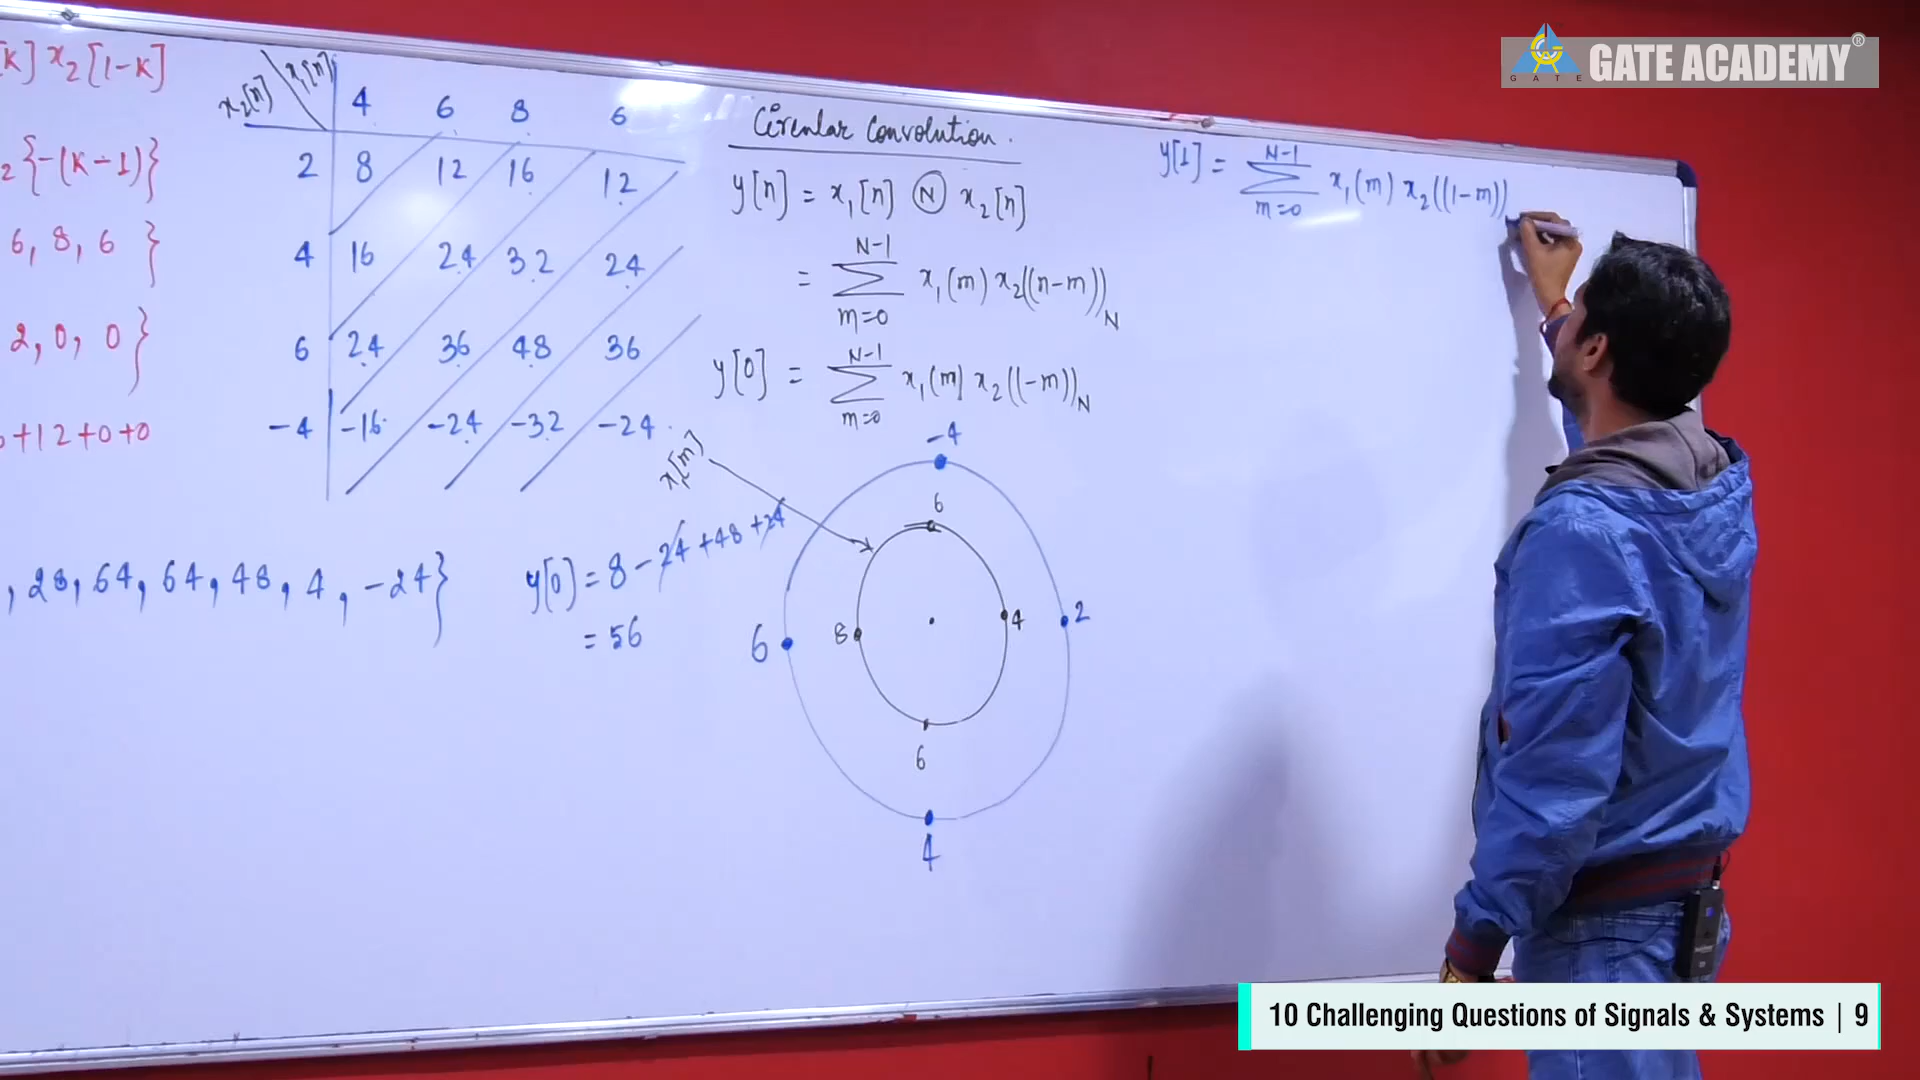 [K] x₂[1-K]
₂{-(K-1)}
6, 8, 6 }
2, 0, 0 }
+12+0+0
, 28, 64, 64, 48, 4, -24}
x₂[n] x₁[n] 4 6 8 6
2 8 12 16 12
4 16 24 32 24
6 24 36 48 36
-4 -16 -24 -32 -24
y[0] = 8 - 24 + 48 + 24
= 56
Circular Convolution.
y[n] = x₁[n] Ⓝ x₂[n]
= N-1 ∑ m=0 x₁(m) x₂((n-m))N
y[0] = N-1 ∑ m=0 x₁(m) x₂((-m))N
x₁[m]
-4
6
6 8 4 2
6
4
y[1] = N-1 ∑ m=0 x₁(m) x₂((1-m))
GATE
GATE ACADEMY®
10 Challenging Questions of Signals & Systems | 9